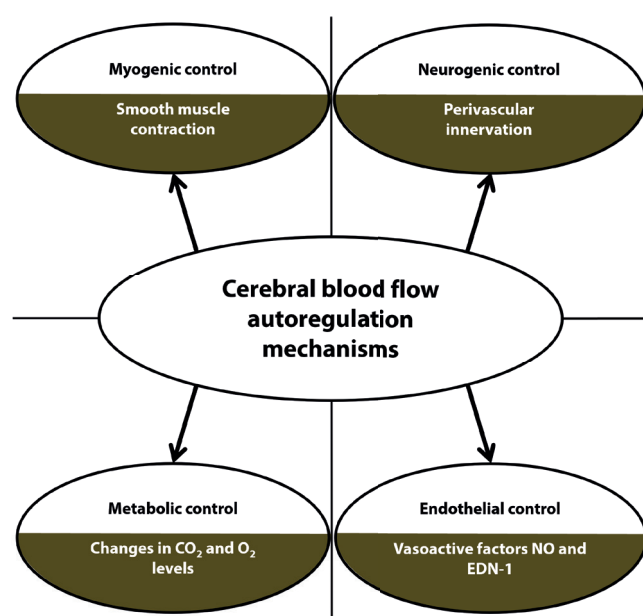 Myogenic control
Smooth muscle
contraction
Neurogenic control
Perivascular
innervation
Cerebral blood flow
autoregulation
mechanisms
Metabolic control
Changes in CO₂ and O₂
levels
Endothelial control
Vasoactive factors NO and
EDN-1